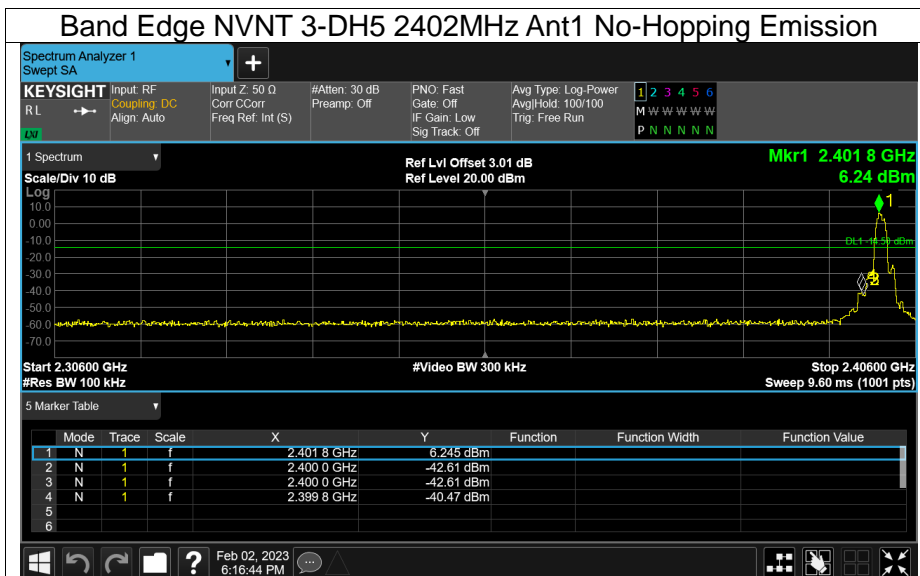 Band Edge NVNT 3-DH5 2402MHz Ant1 No-Hopping Emission
Spectrum Analyzer 1
Swept SA
KEYSIGHT Input: RF Input Z: 50 Ω #Atten: 30 dB PNO: Fast Avg Type: Log-Power 1 2 3 4 5 6
RL Coupling: DC Corr CCorr Preamp: Off Gate: Off Avg|Hold: 100/100 M W W W W W
Align: Auto Freq Ref: Int (S) IF Gain: Low Trig: Free Run
LXI Sig Track: Off P N N N N N
1 Spectrum Ref Lvl Offset 3.01 dB Mkr1 2.401 8 GHz
Scale/Div 10 dB Ref Level 20.00 dBm 6.24 dBm
Log
1
10.0
0.00
-10.0
DL1 -14.50 dBm
-20.0
-30.0
-40.0
-50.0
-60.0
-70.0
Start 2.30600 GHz #Video BW 300 kHz Stop 2.40600 GHz
#Res BW 100 kHz Sweep 9.60 ms (1001 pts)
5 Marker Table
Mode Trace Scale X Y Function Function Width Function Value
1 N 1 f 2.401 8 GHz 6.245 dBm
2 N 1 f 2.400 0 GHz -42.61 dBm
3 N 1 f 2.400 0 GHz -42.61 dBm
4 N 1 f 2.399 8 GHz -40.47 dBm
5
6
? Feb 02, 2023
6:16:44 PM